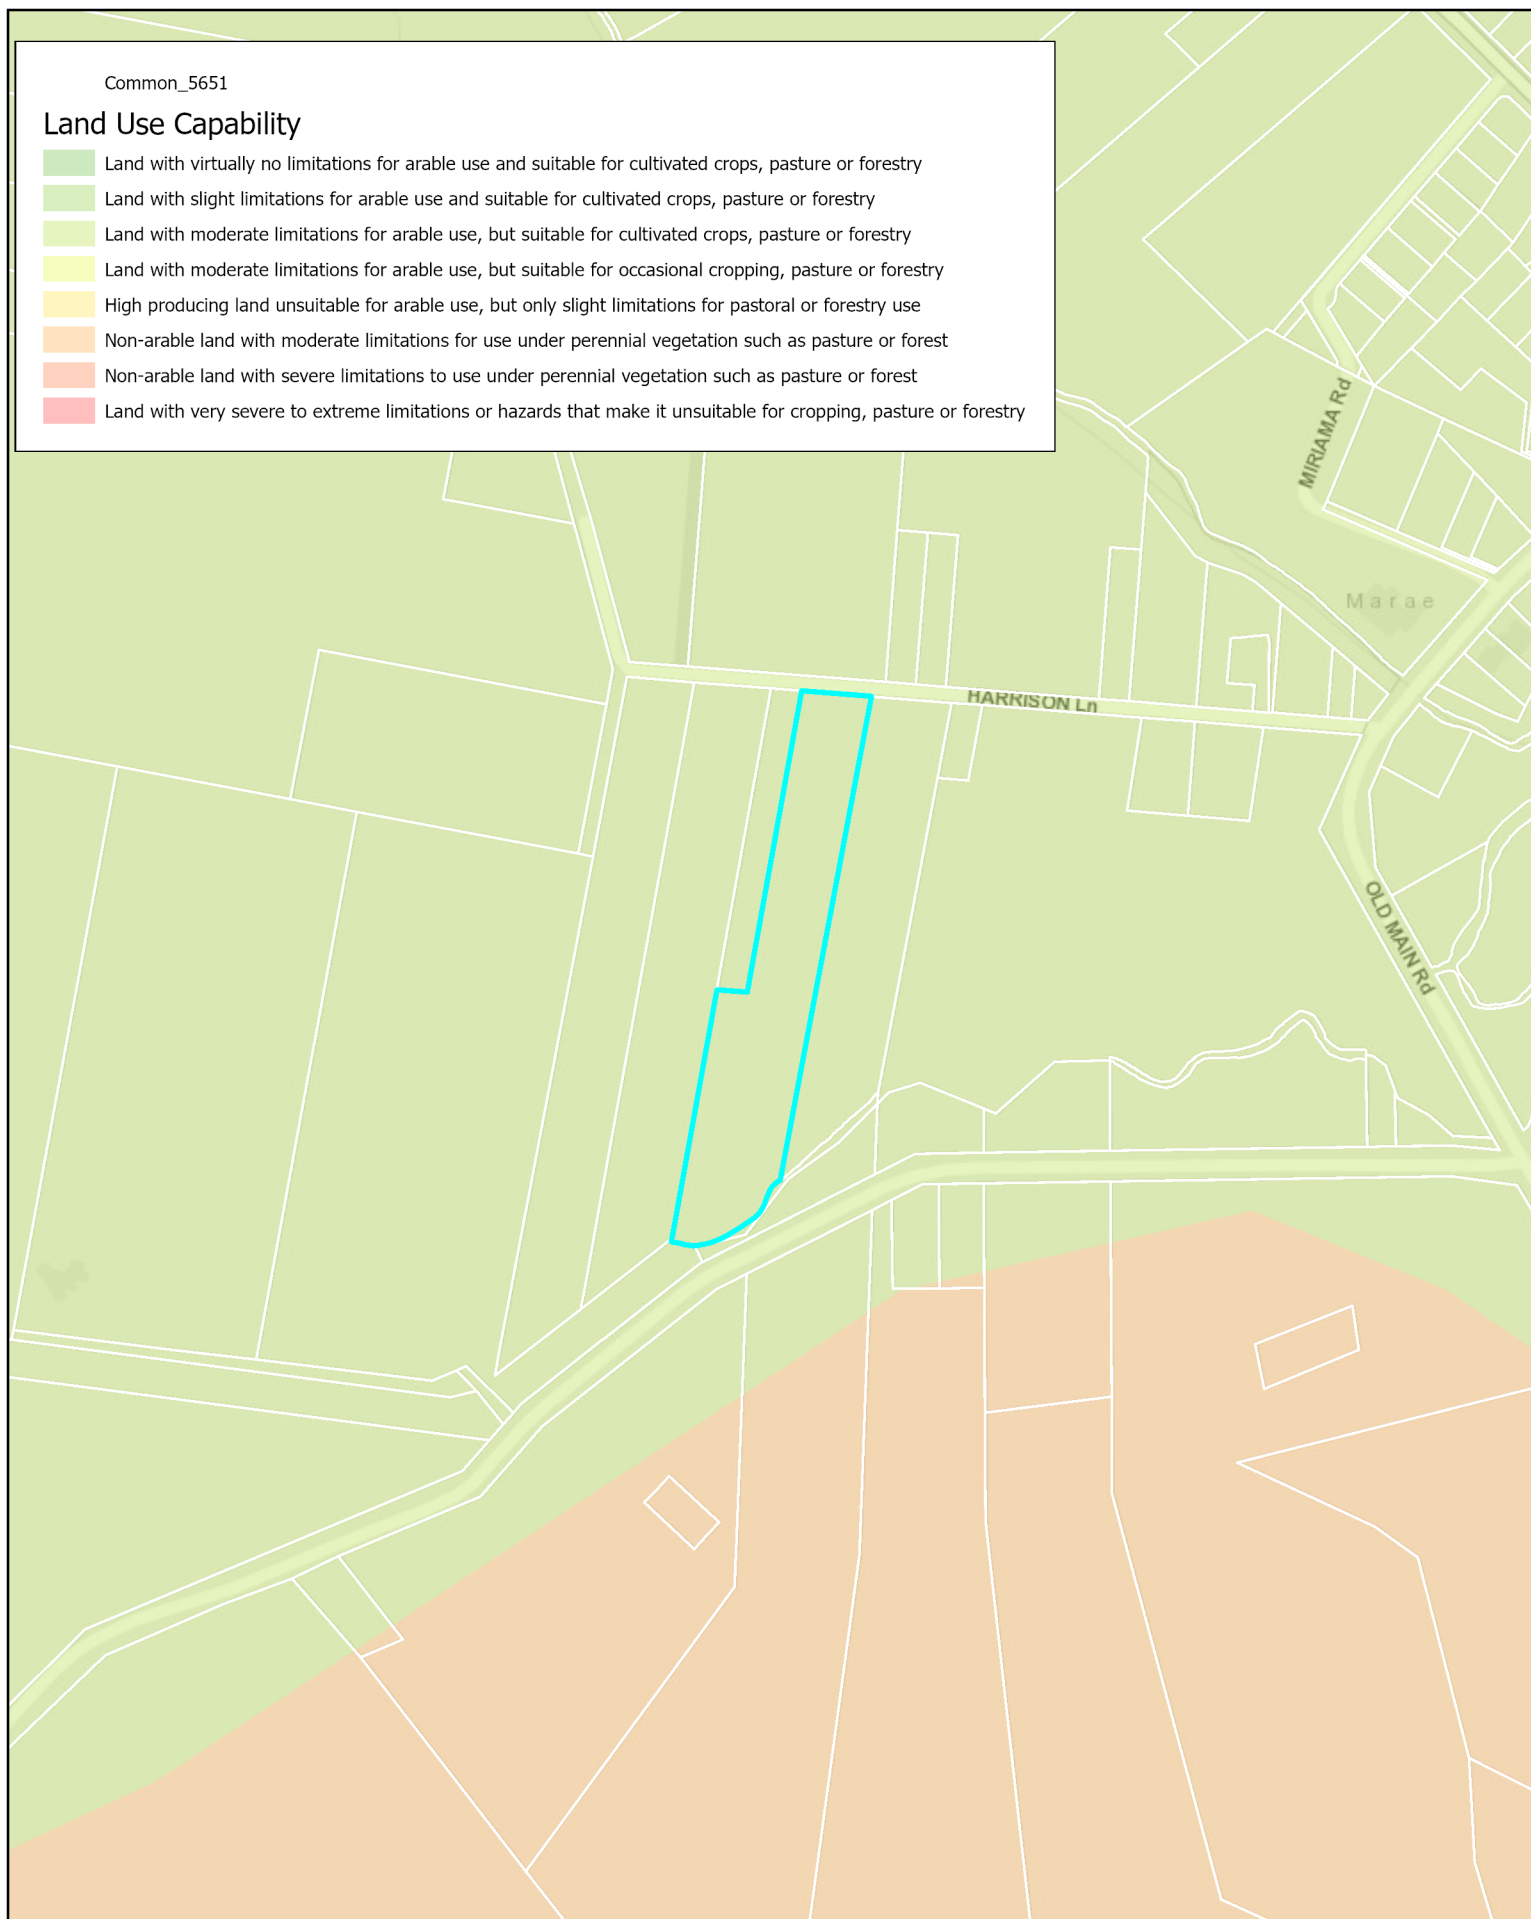 Common_5651
Land Use Capability
Land with virtually no limitations for arable use and suitable for cultivated crops, pasture or forestry
Land with slight limitations for arable use and suitable for cultivated crops, pasture or forestry
Land with moderate limitations for arable use, but suitable for cultivated crops, pasture or forestry
Land with moderate limitations for arable use, but suitable for occasional cropping, pasture or forestry
High producing land unsuitable for arable use, but only slight limitations for pastoral or forestry use
Non-arable land with moderate limitations for use under perennial vegetation such as pasture or forest
Non-arable land with severe limitations to use under perennial vegetation such as pasture or forest
Land with very severe to extreme limitations or hazards that make it unsuitable for cropping, pasture or forestry
MIRIAMA Rd
Marae
HARRISON Ln
OLD MAIN Rd